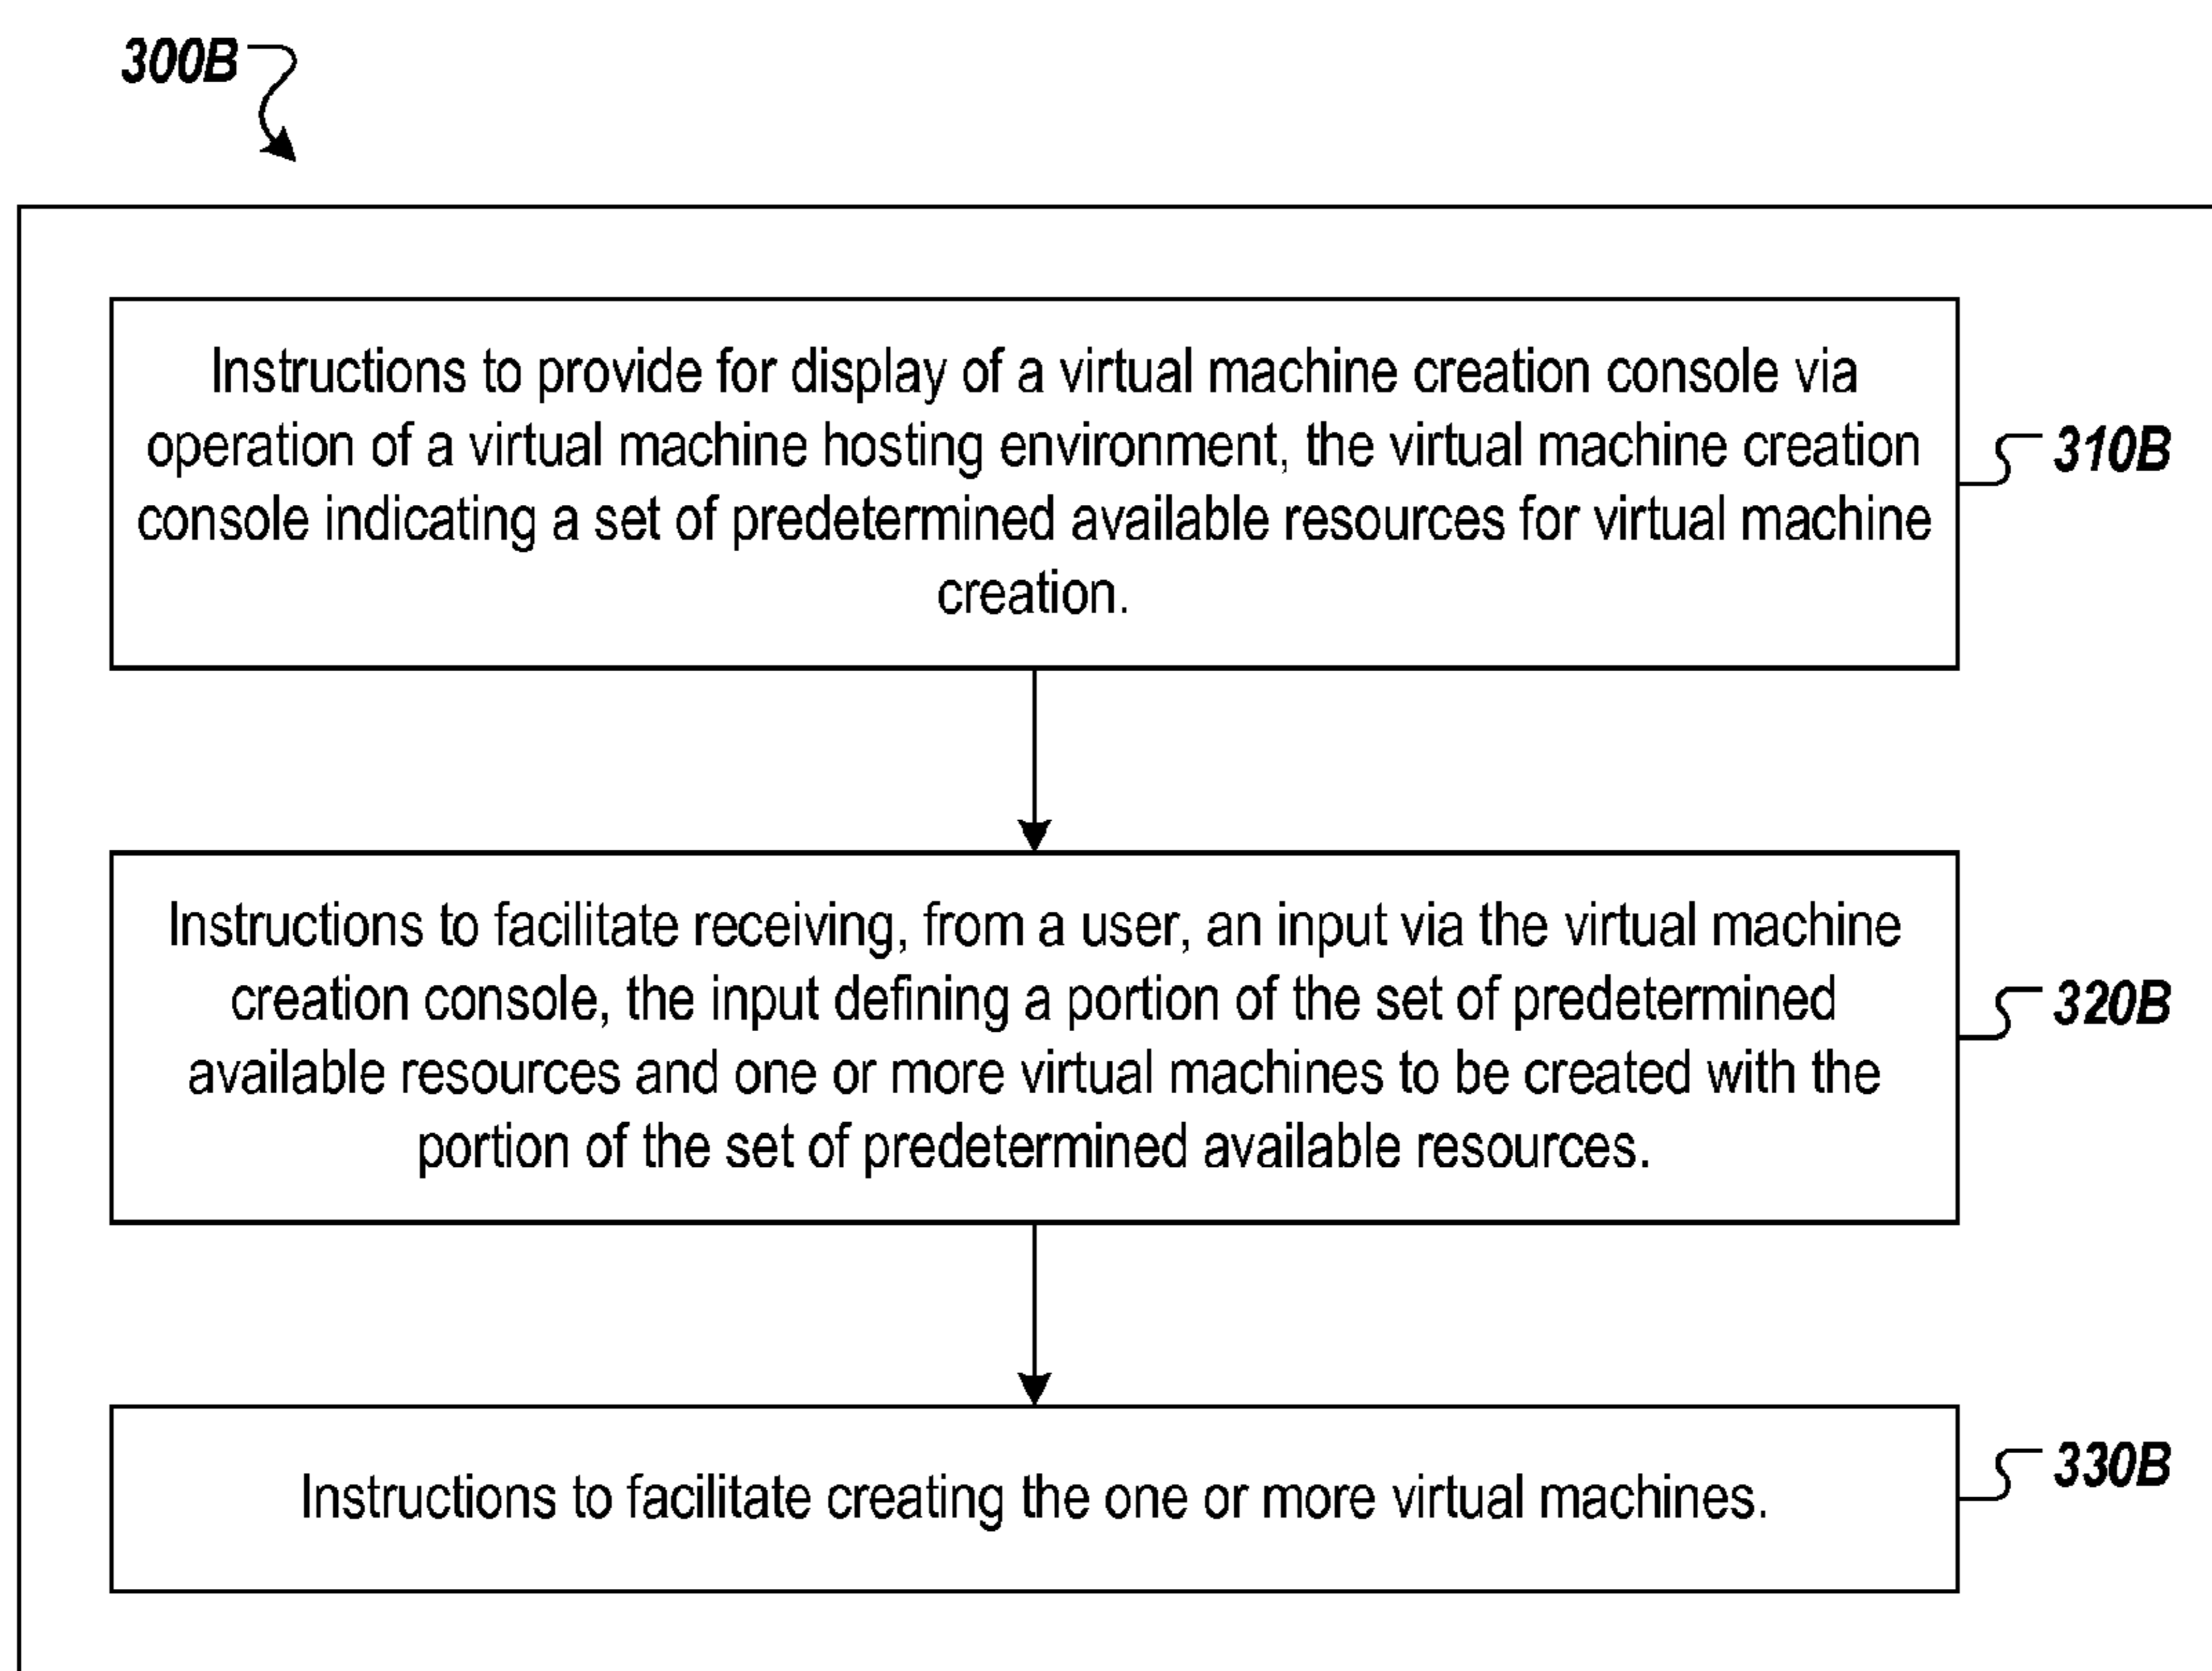 300B
Instructions to provide for display of a virtual machine creation console via
operation of a virtual machine hosting environment, the virtual machine creation
console indicating a set of predetermined available resources for virtual machine
creation.
310B
Instructions to facilitate receiving, from a user, an input via the virtual machine
creation console, the input defining a portion of the set of predetermined
available resources and one or more virtual machines to be created with the
portion of the set of predetermined available resources.
320B
Instructions to facilitate creating the one or more virtual machines.
330B